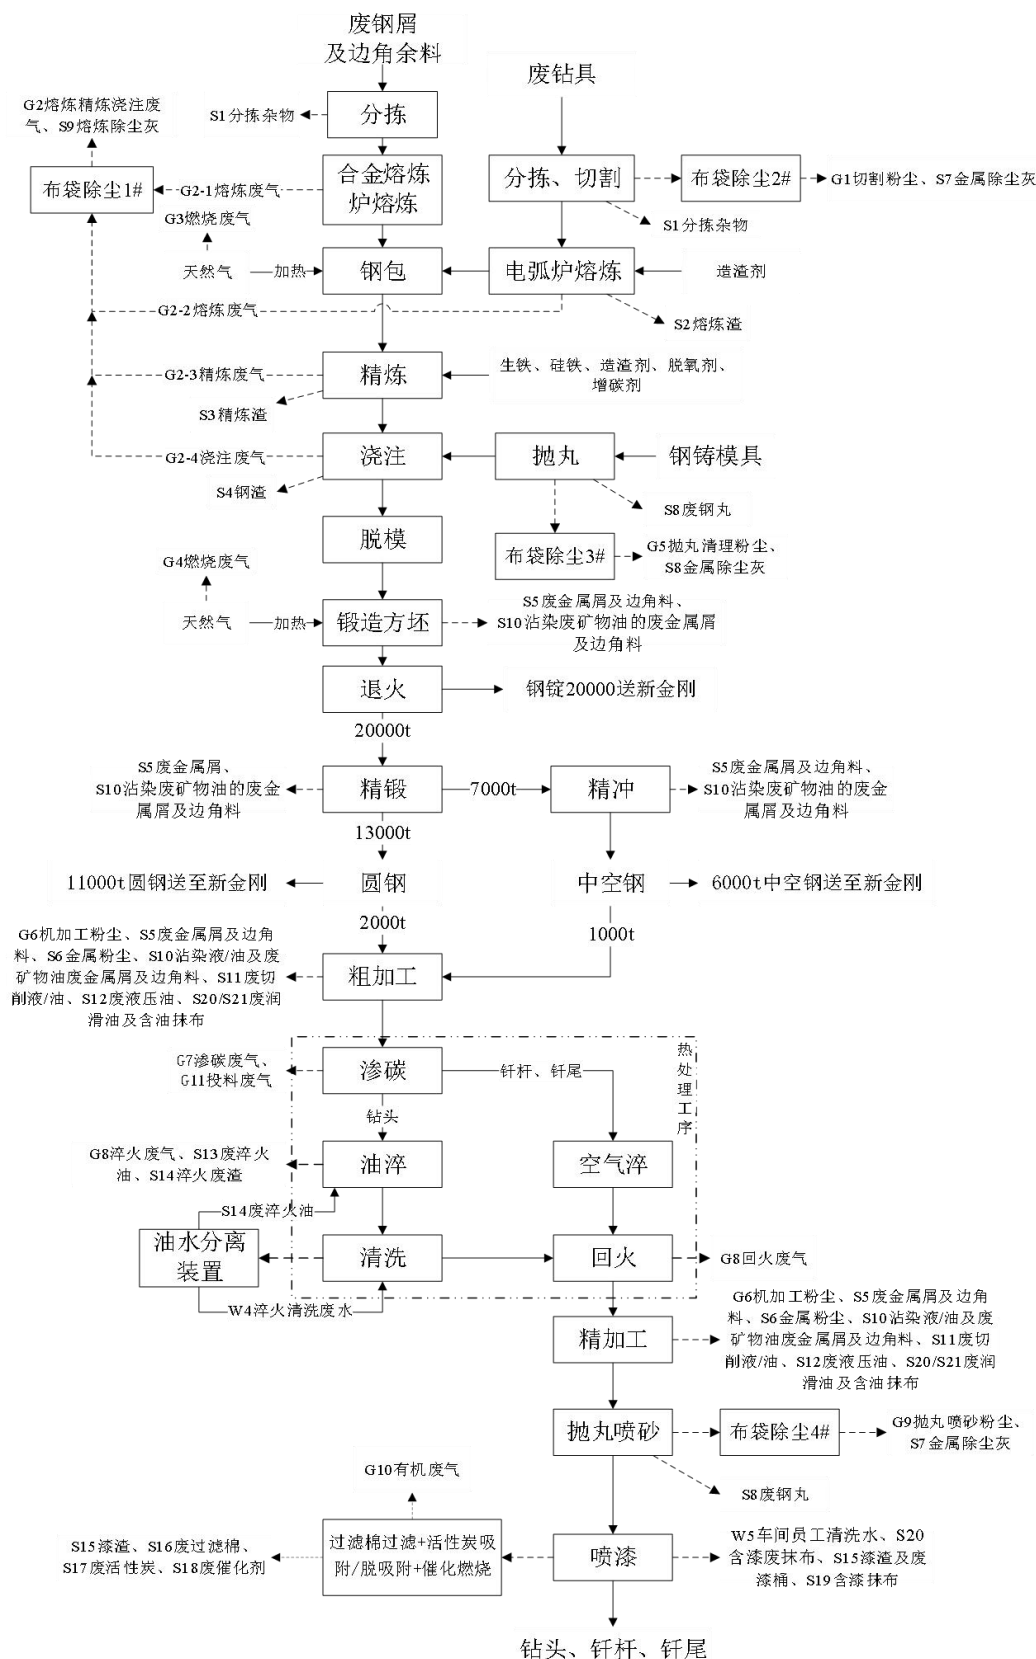 废钢屑
及边角余料
废钻具
G2熔炼精炼浇注废
气、S9熔炼除尘灰
S1分拣杂物
分拣
布袋除尘1#
G2-1熔炼废气
合金熔炼
炉熔炼
分拣、切割
布袋除尘2#
G1切割粉尘、S7金属除尘灰
G3燃烧废气
S1分拣杂物
天然气
加热
钢包
电弧炉熔炼
造渣剂
G2-2熔炼废气
S2熔炼渣
G2-3精炼废气
精炼
生铁、硅铁、造渣剂、脱氧剂、
增碳剂
S3精炼渣
G2-4浇注废气
浇注
抛丸
钢铸模具
S4钢渣
S8废钢丸
脱模
布袋除尘3#
G5抛丸清理粉尘、
S8金属除尘灰
G4燃烧废气
天然气
加热
锻造方坯
S5废金属屑及边角料、
S10沾染废矿物油的废金属屑
及边角料
退火
钢锭20000送新金刚
20000t
S5废金属屑、
S10沾染废矿物油的废金
属屑及边角料
精锻
7000t
精冲
S5废金属屑及边角料、
S10沾染废矿物油的废金
属屑及边角料
13000t
11000t圆钢送至新金刚
圆钢
中空钢
6000t中空钢送至新金刚
2000t
1000t
G6机加工粉尘、S5废金属屑及边角
料、S6金属粉尘、S10沾染液/油及废
矿物油废金属屑及边角料、S11废切
削液/油、S12废液压油、S20/S21废润
滑油及含油抹布
粗加工
热处理工序
G7渗碳废气、
G11投料废气
渗碳
钎杆、钎尾
钻头
G8淬火废气、S13废淬火
油、S14淬火废渣
油淬
空气淬
S14废淬火油
油水分离
装置
清洗
回火
G8回火废气
W4淬火清洗废水
精加工
G6机加工粉尘、S5废金属屑及边角
料、S6金属粉尘、S10沾染液/油及废
矿物油废金属屑及边角料、S11废切
削液/油、S12废液压油、S20/S21废润
滑油及含油抹布
抛丸喷砂
布袋除尘4#
G9抛丸喷砂粉尘、
S7金属除尘灰
G10有机废气
S8废钢丸
S15漆渣、S16废过滤棉、
S17废活性炭、S18废催化剂
过滤棉过滤+活性炭吸
附/脱吸附+催化燃烧
喷漆
W5车间员工清洗水、S20
含漆废抹布、S15漆渣及废
漆桶、S19含漆抹布
钻头、钎杆、钎尾